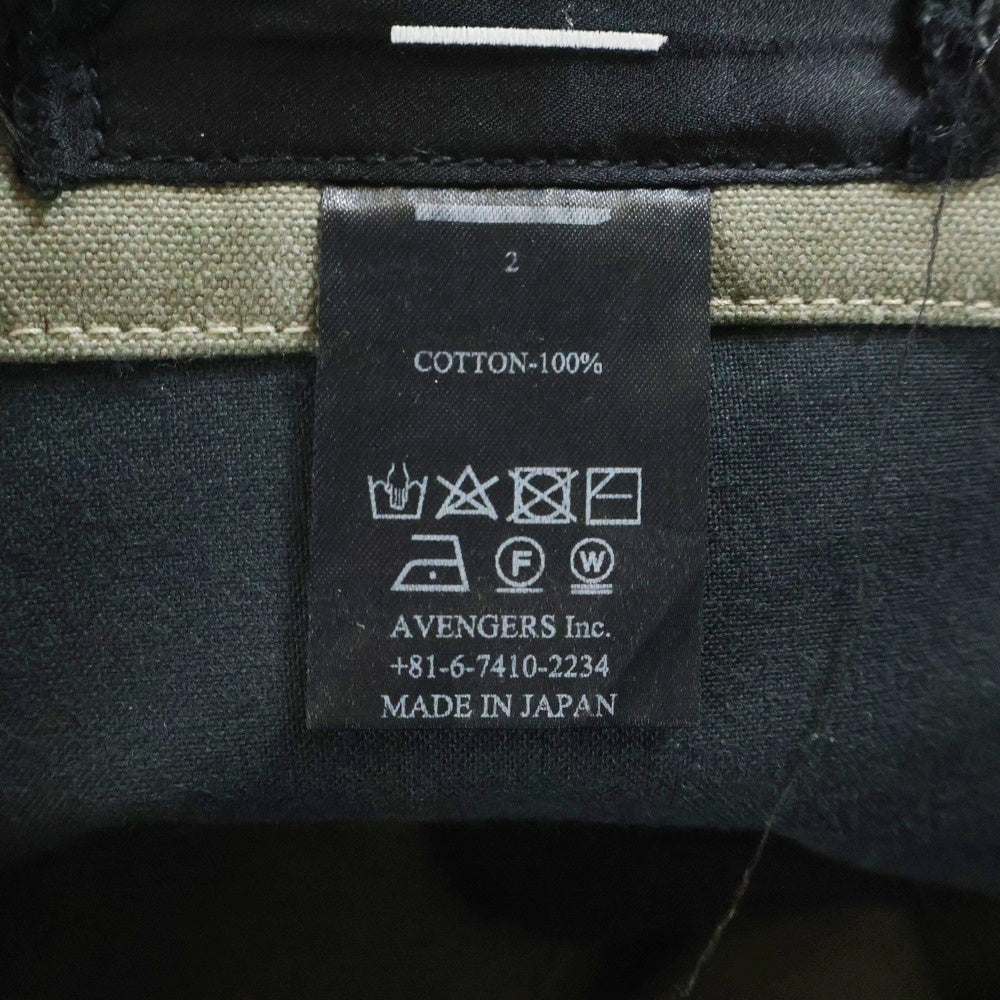 2
COTTON-100%
F W
AVENGERS Inc.
+81-6-7410-2234
MADE IN JAPAN